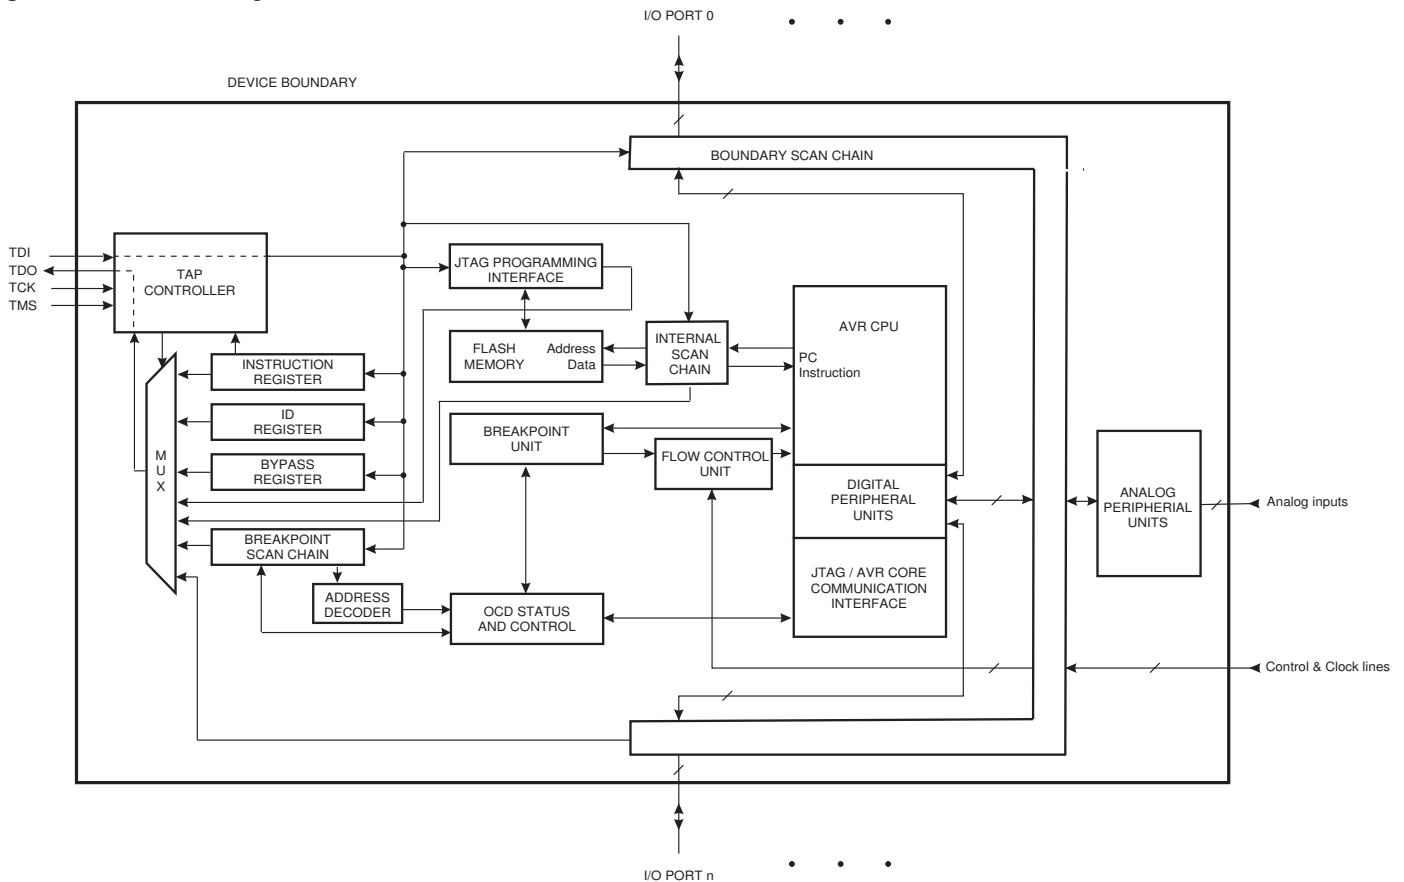 I/O PORT 0
DEVICE BOUNDARY
BOUNDARY SCAN CHAIN
TDI
TDO
TCK
TMS
TAP
CONTROLLER
JTAG PROGRAMMING
INTERFACE
AVR CPU
FLASH
MEMORY
Address
Data
INTERNAL
SCAN
CHAIN
PC
Instruction
INSTRUCTION
REGISTER
ID
REGISTER
M
U
X
BYPASS
REGISTER
BREAKPOINT
UNIT
FLOW CONTROL
UNIT
DIGITAL
PERIPHERAL
UNITS
ANALOG
PERIPHERIAL
UNITS
Analog inputs
BREAKPOINT
SCAN CHAIN
ADDRESS
DECODER
OCD STATUS
AND CONTROL
JTAG / AVR CORE
COMMUNICATION
INTERFACE
Control & Clock lines
I/O PORT n